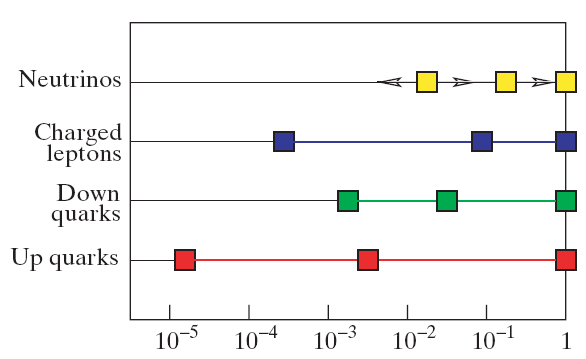 Neutrinos
Charged
leptons
Down
quarks
Up quarks
10⁻⁵ 10⁻⁴ 10⁻³ 10⁻² 10⁻¹ 1